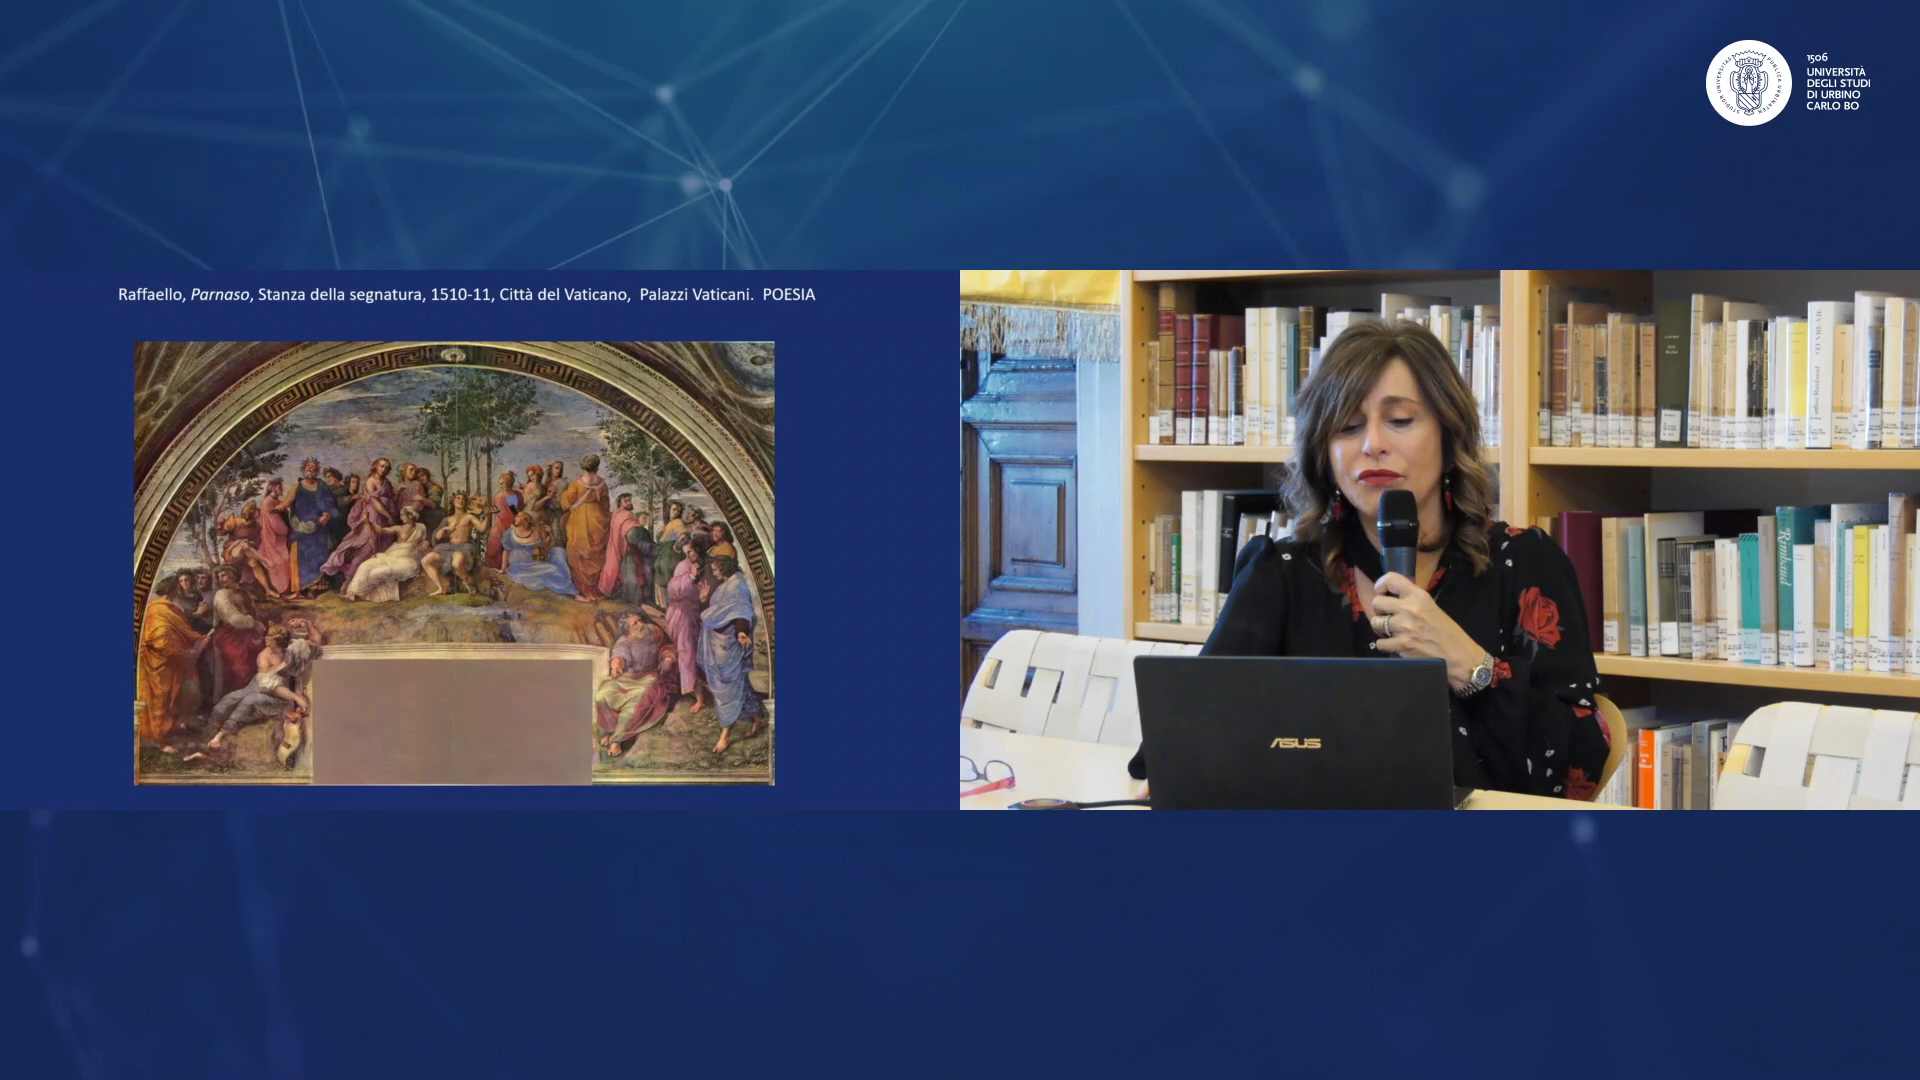 1506
UNIVERSITÀ
DEGLI STUDI
DI URBINO
CARLO BO
Raffaello, Parnaso, Stanza della segnatura, 1510-11, Città del Vaticano, Palazzi Vaticani. POESIA
Rimbaud
ASUS